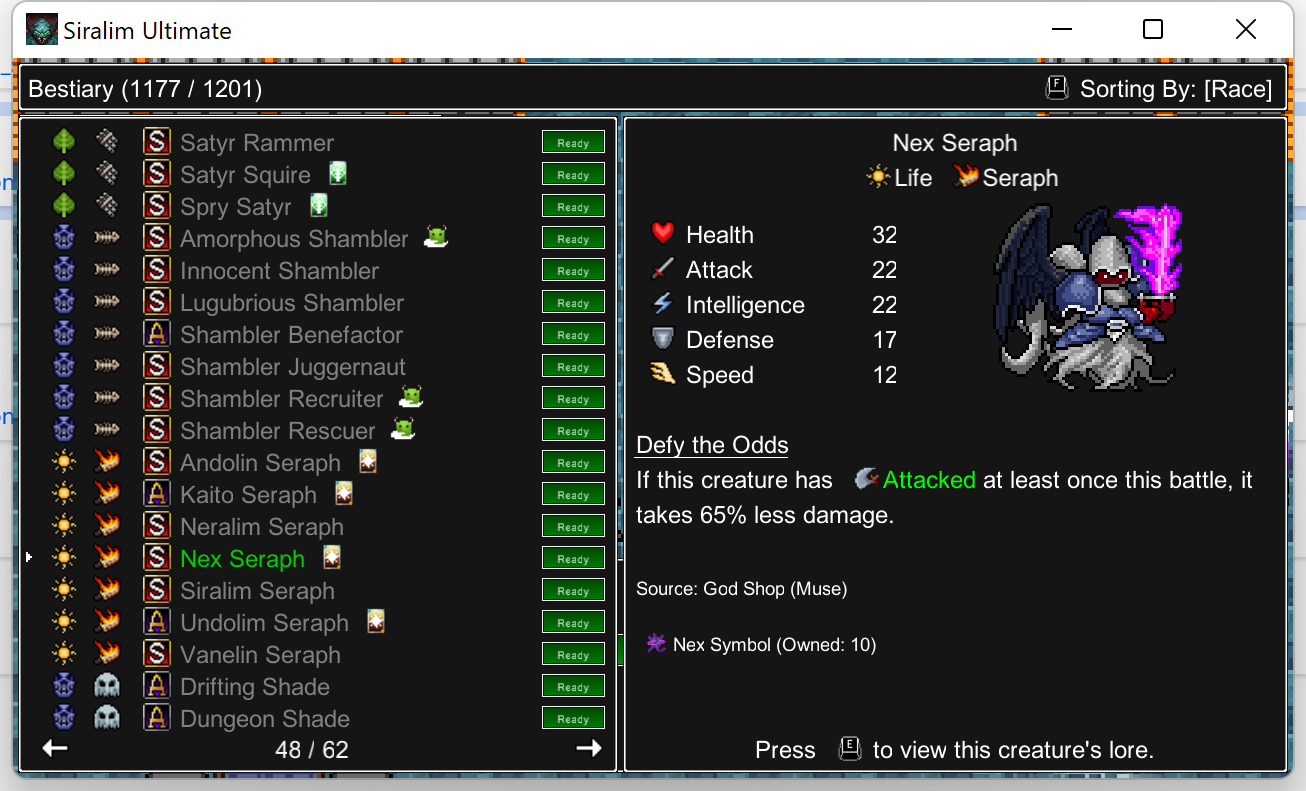 Siralim Ultimate
Bestiary (1177 / 1201)
F Sorting By: [Race]
S Satyr Rammer Ready
S Satyr Squire Ready
S Spry Satyr Ready
S Amorphous Shambler Ready
S Innocent Shambler Ready
S Lugubrious Shambler Ready
A Shambler Benefactor Ready
S Shambler Juggernaut Ready
S Shambler Recruiter Ready
S Shambler Rescuer Ready
S Andolin Seraph Ready
A Kaito Seraph Ready
S Neralim Seraph Ready
S Nex Seraph Ready
S Siralim Seraph Ready
A Undolim Seraph Ready
S Vanelin Seraph Ready
A Drifting Shade Ready
A Dungeon Shade Ready
48 / 62
Nex Seraph
Life Seraph
Health 32
Attack 22
Intelligence 22
Defense 17
Speed 12
Defy the Odds
If this creature has Attacked at least once this battle, it
takes 65% less damage.
Source: God Shop (Muse)
Nex Symbol (Owned: 10)
Press E to view this creature's lore.